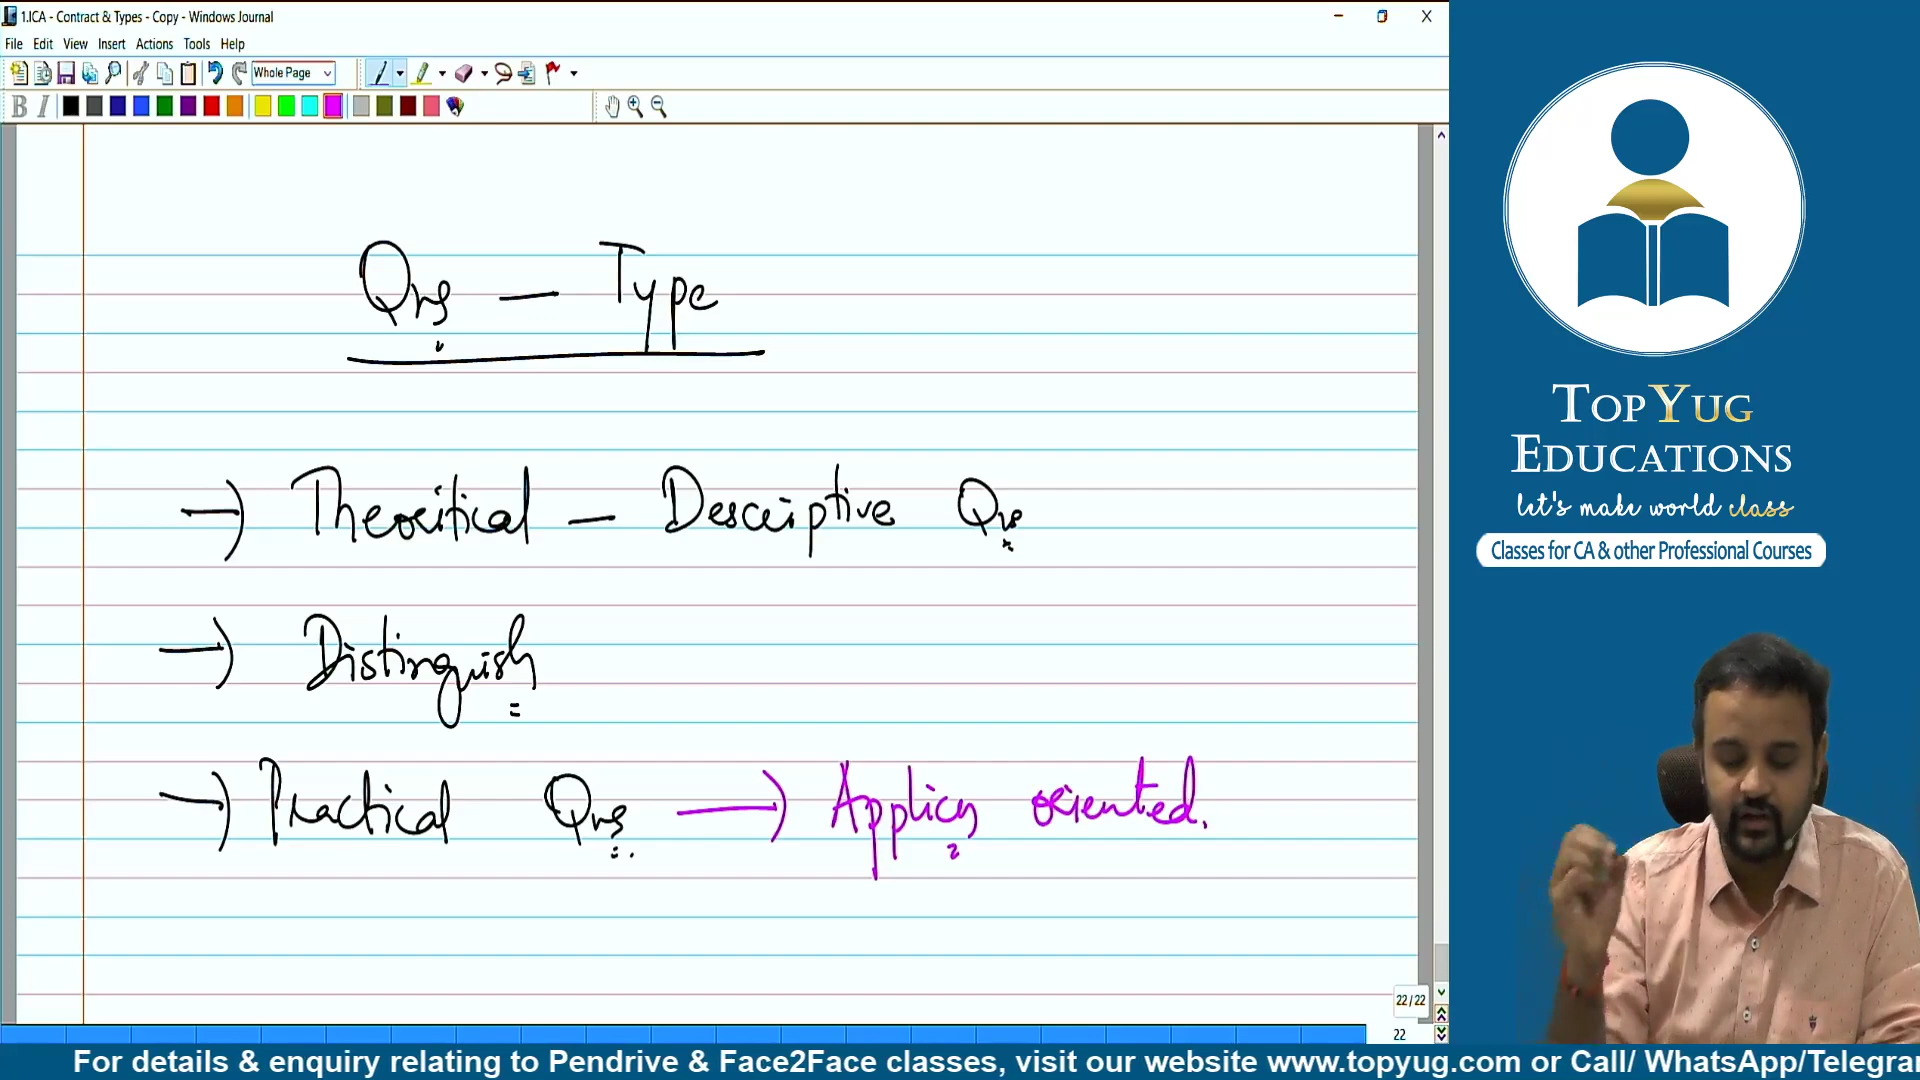 1.ICA - Contract & Types - Copy - Windows Journal
File Edit View Insert Actions Tools Help
Whole Page
B I
Qns — Type
→ Theoritical — Descriptive Qns
→ Distinguish
→ Practical Qns → Applicn oriented.
22 / 22
22
TOPYUG
EDUCATIONS
let's make world class
Classes for CA & other Professional Courses
For details & enquiry relating to Pendrive & Face2Face classes, visit our website www.topyug.com or Call/ WhatsApp/Telegra